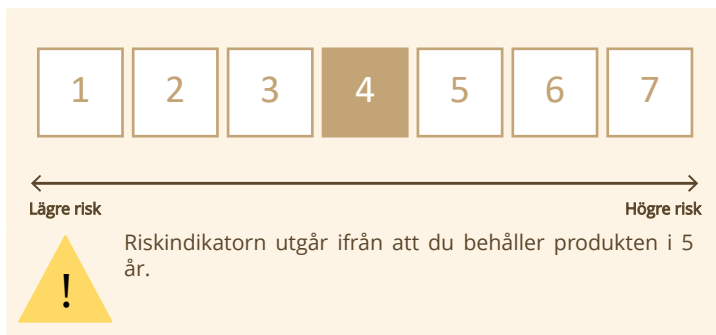 1 2 3 4 5 6 7
Lägre risk Högre risk
Riskindikatorn utgår ifrån att du behåller produkten i 5
år.
!